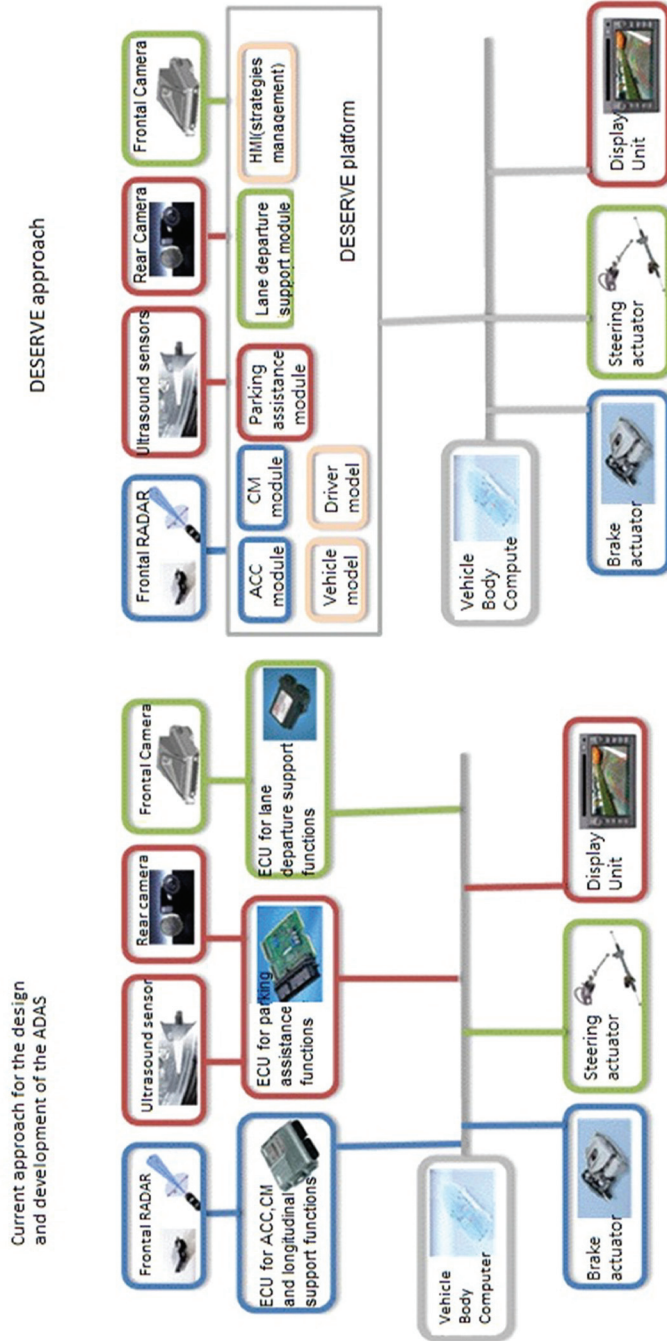 Current approach for the design
and development of the ADAS
Frontal RADAR
Ultrasound sensor
Rear camera
Frontal Camera
ECU for ACC,CM
and longitudinal
support functions
ECU for parking
assistance
functions
ECU for lane
departure support
functions
Vehicle
Body
Computer
Brake
actuator
Steering
actuator
Display
Unit
DESERVE approach
Frontal RADAR
Ultrasound sensors
Rear Camera
Frontal Camera
ACC
module
CM
module
Parking
assistance
module
Lane departure
support module
HMI(strategies
management)
Vehicle
model
Driver
model
DESERVE platform
Vehicle
Body
Compute
Brake
actuator
Steering
actuator
Display
Unit